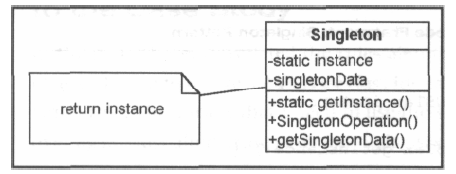 Singleton
-static instance
-singletonData
return instance
+static getInstance()
+SingletonOperation()
+getSingletonData()